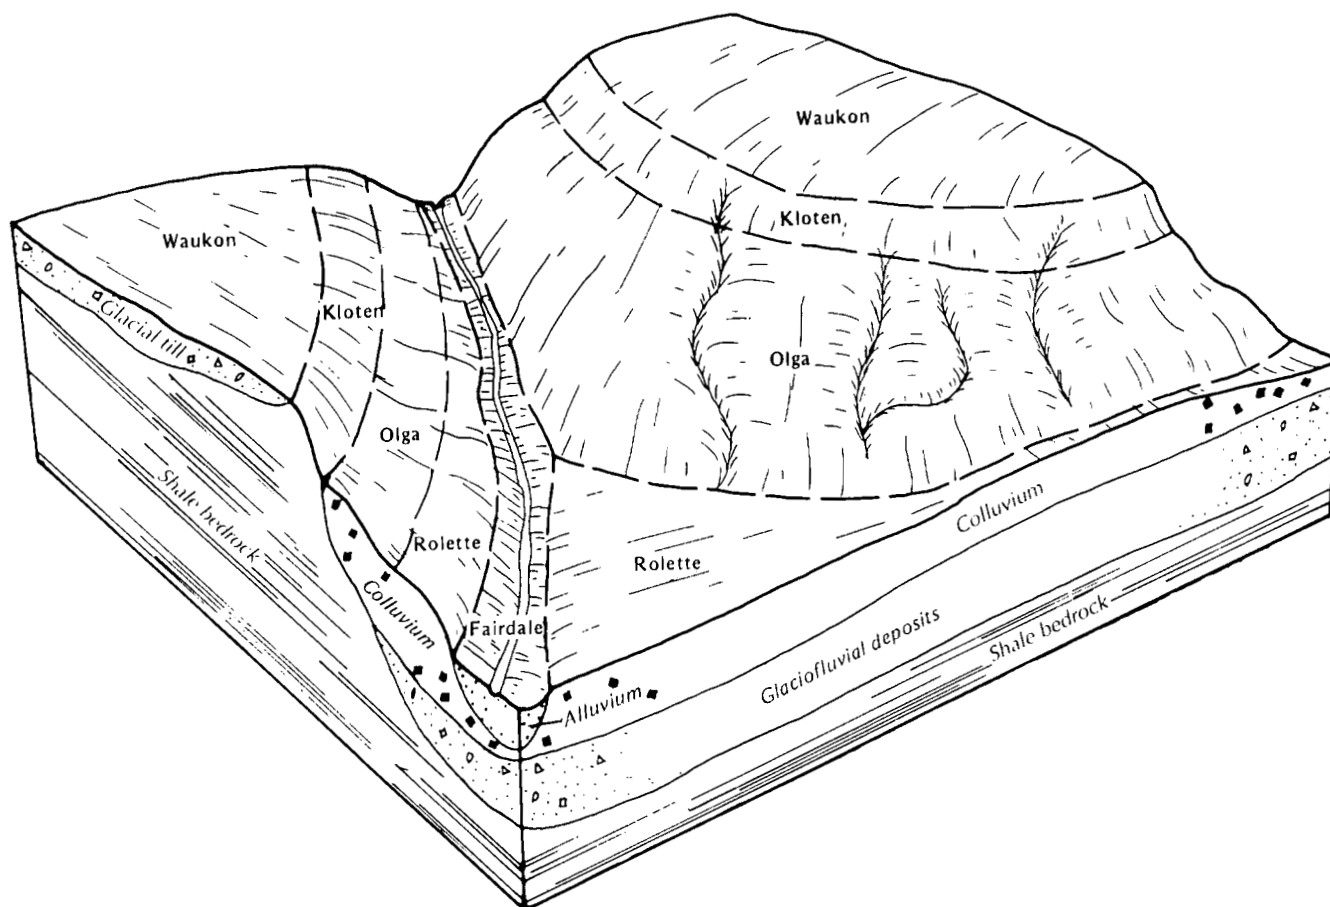 Waukon
Waukon
Kloten
Kloten
Glacial till
Olga
Olga
Shale bedrock
Colluvium
Rolette
Rolette
Colluvium
Fairdale
Glaciofluvial deposits
Shale bedrock
Alluvium